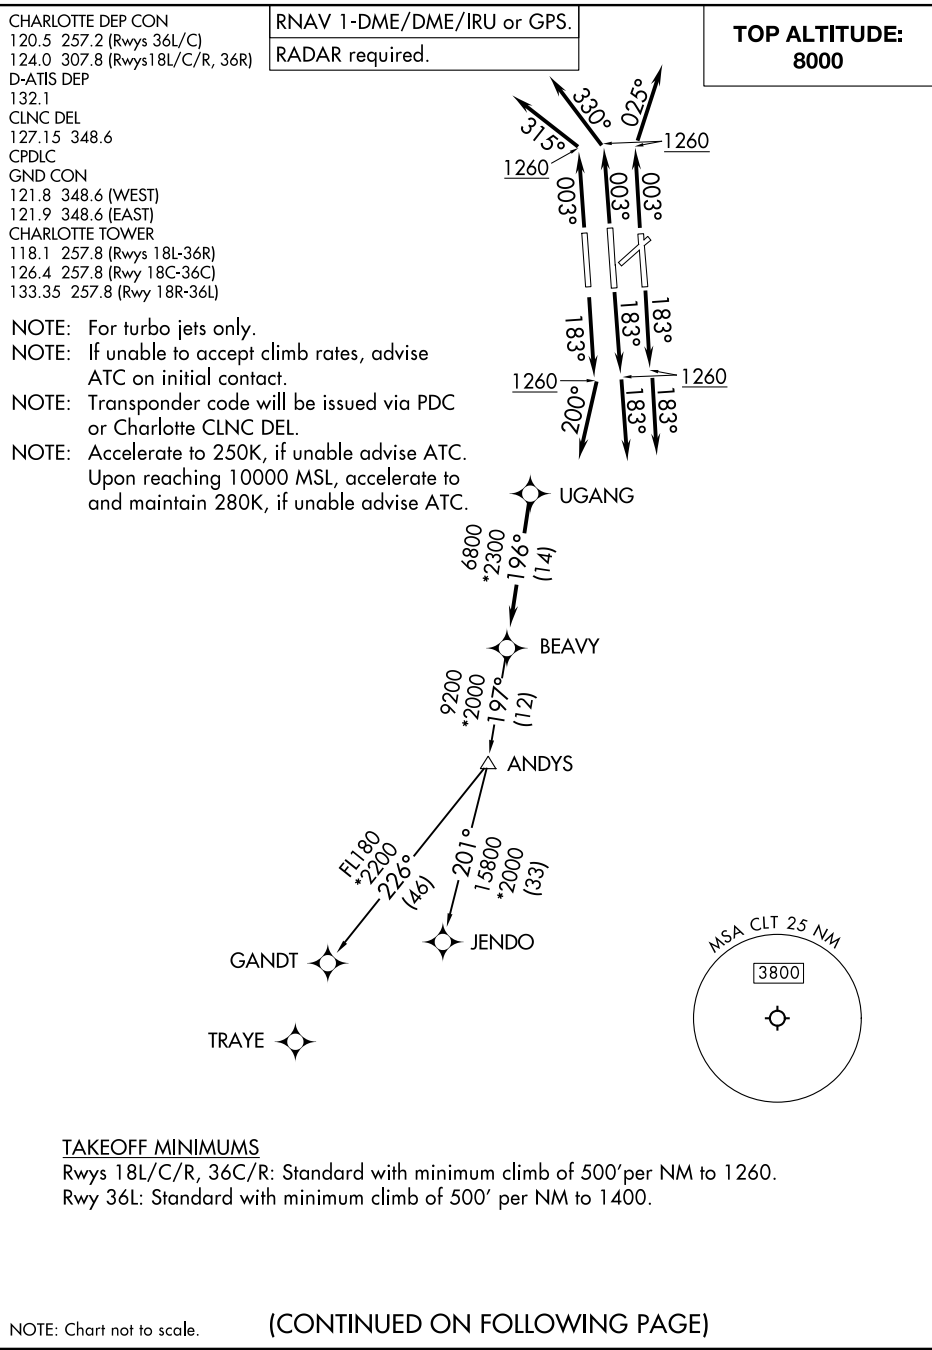 CHARLOTTE DEP CON
120.5 257.2 (Rwys 36L/C)
124.0 307.8 (Rwys18L/C/R, 36R)
D-ATIS DEP
132.1
CLNC DEL
127.15 348.6
CPDLC
GND CON
121.8 348.6 (WEST)
121.9 348.6 (EAST)
CHARLOTTE TOWER
118.1 257.8 (Rwys 18L-36R)
126.4 257.8 (Rwy 18C-36C)
133.35 257.8 (Rwy 18R-36L)
RNAV 1-DME/DME/IRU or GPS.
RADAR required.
TOP ALTITUDE:
8000
NOTE: For turbo jets only.
NOTE: If unable to accept climb rates, advise
ATC on initial contact.
NOTE: Transponder code will be issued via PDC
or Charlotte CLNC DEL.
NOTE: Accelerate to 250K, if unable advise ATC.
Upon reaching 10000 MSL, accelerate to
and maintain 280K, if unable advise ATC.
315°
330°
025°
1260
1260
003°
003°
003°
183°
183°
183°
1260
1260
200°
183°
183°
UGANG
6800
*2300
196°
(14)
BEAVY
9200
*2000
197°
(12)
ANDYS
FL180
*2200
226°
(46)
201°
15800
*2000
(33)
GANDT
JENDO
TRAYE
MSA CLT 25 NM
3800
TAKEOFF MINIMUMS
Rwys 18L/C/R, 36C/R: Standard with minimum climb of 500'per NM to 1260.
Rwy 36L: Standard with minimum climb of 500' per NM to 1400.
NOTE: Chart not to scale.
(CONTINUED ON FOLLOWING PAGE)